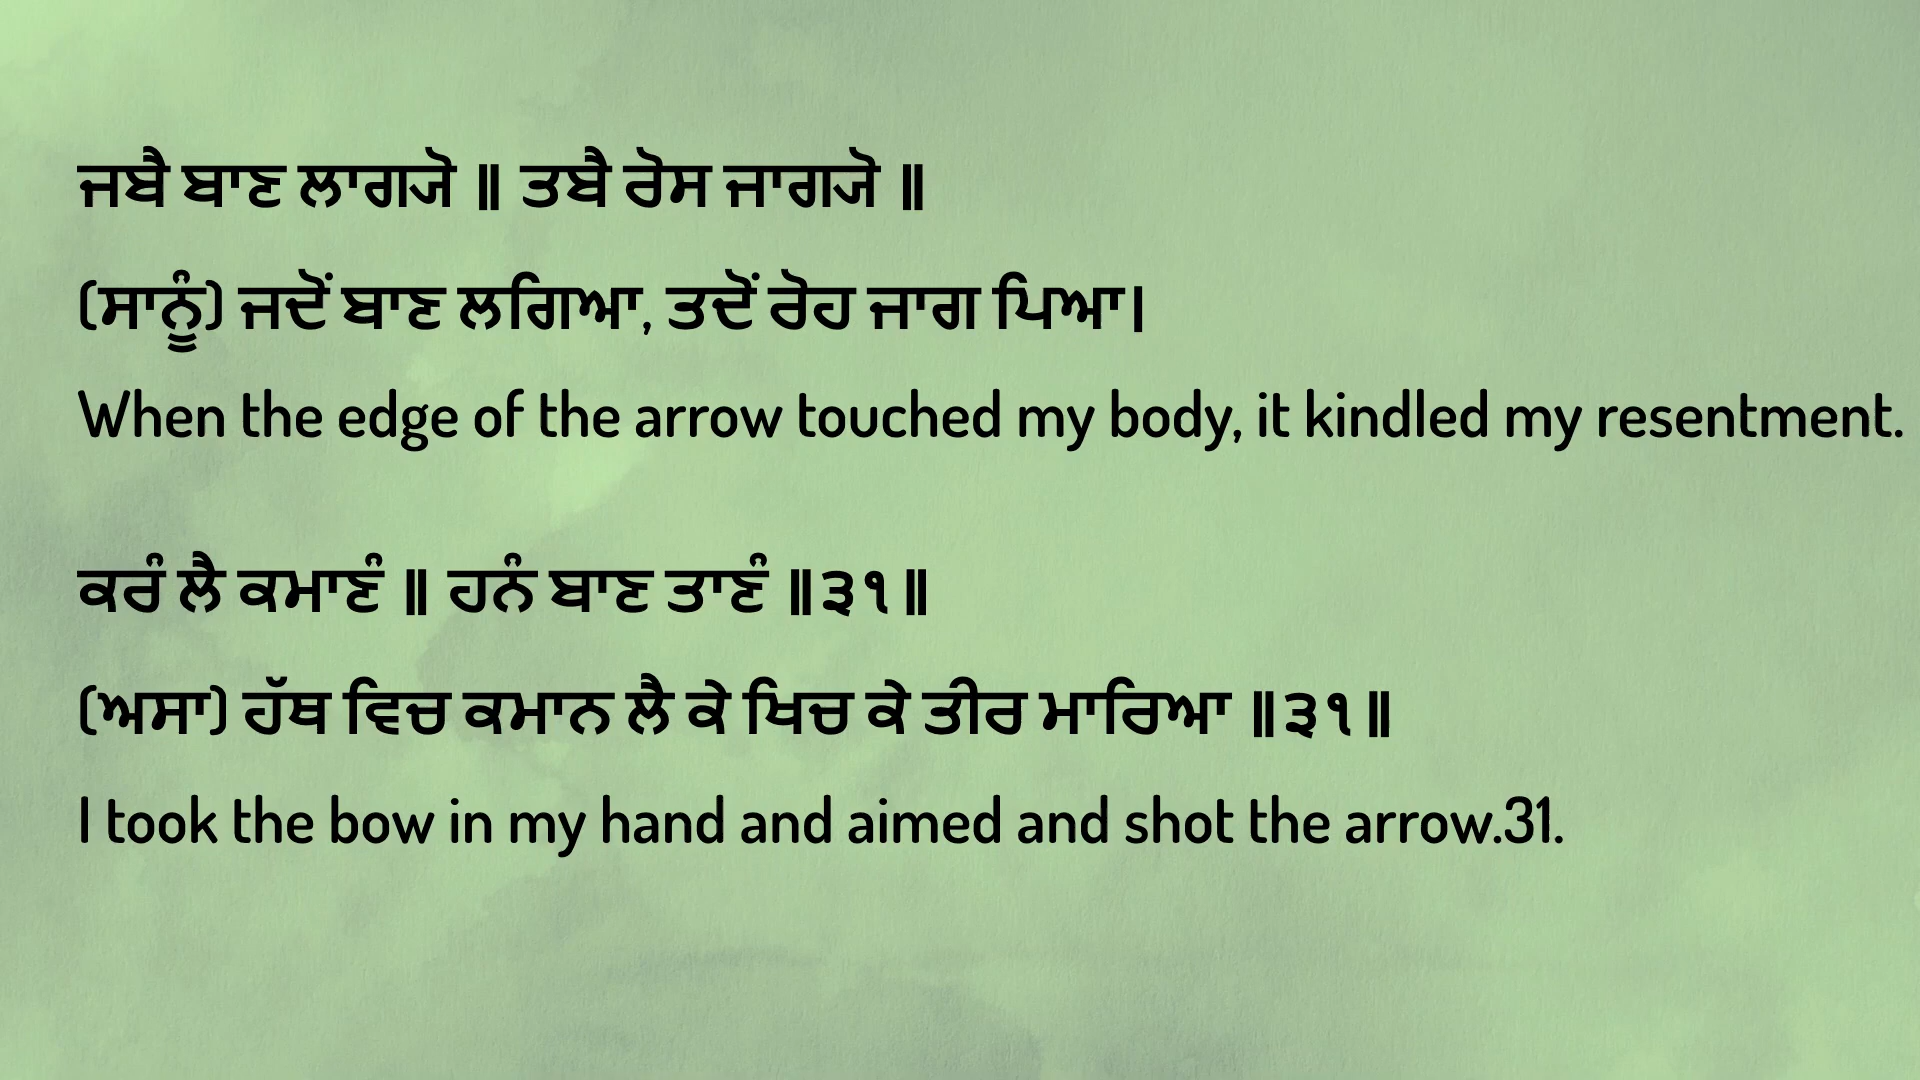 ਜਬੈ ਬਾਣ ਲਾਗ੍ਯੋ ॥ ਤਬੈ ਰੋਸ ਜਾਗ੍ਯੋ ॥
(ਸਾਨੂੰ) ਜਦੋਂ ਬਾਣ ਲਗਿਆ, ਤਦੋਂ ਰੋਹ ਜਾਗ ਪਿਆ।
When the edge of the arrow touched my body, it kindled my resentment.
ਕਰੰ ਲੈ ਕਮਾਣੰ ॥ ਹਨੰ ਬਾਣ ਤਾਣੰ ॥੩੧॥
(ਅਸਾ) ਹੱਥ ਵਿਚ ਕਮਾਨ ਲੈ ਕੇ ਖਿਚ ਕੇ ਤੀਰ ਮਾਰਿਆ ॥੩੧॥
I took the bow in my hand and aimed and shot the arrow.31.